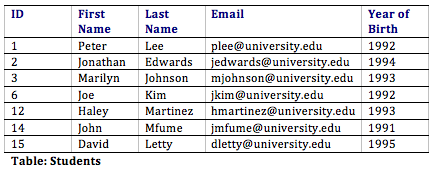 ID First Name Last Name Email Year of Birth
1 Peter Lee plee@university.edu 1992
2 Jonathan Edwards jedwards@university.edu 1994
3 Marilyn Johnson mjohnson@university.edu 1993
6 Joe Kim jkim@university.edu 1992
12 Haley Martinez hmartinez@university.edu 1993
14 John Mfume jmfume@university.edu 1991
15 David Letty dletty@university.edu 1995
Table: Students